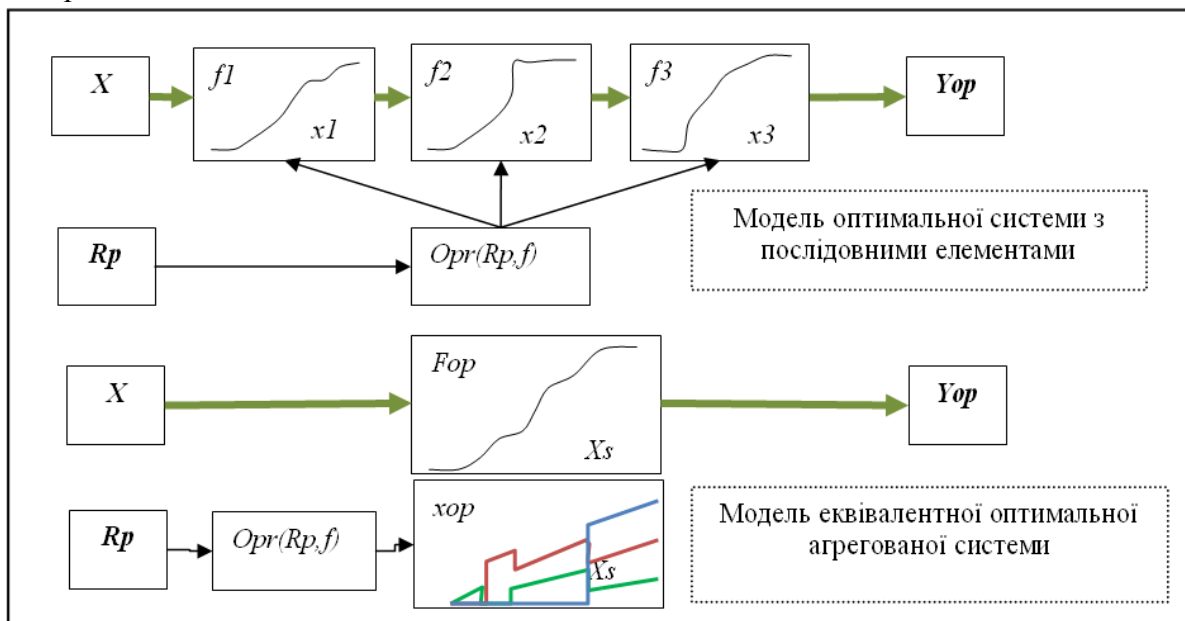 X
f1
x1
f2
x2
f3
x3
Yop
Rp
Opr(Rp,f)
Модель оптимальної системи з
послідовними елементами
X
Fop
Xs
Yop
Rp
Opr(Rp,f)
xop
Xs
Модель еквівалентної оптимальної
агрегованої системи